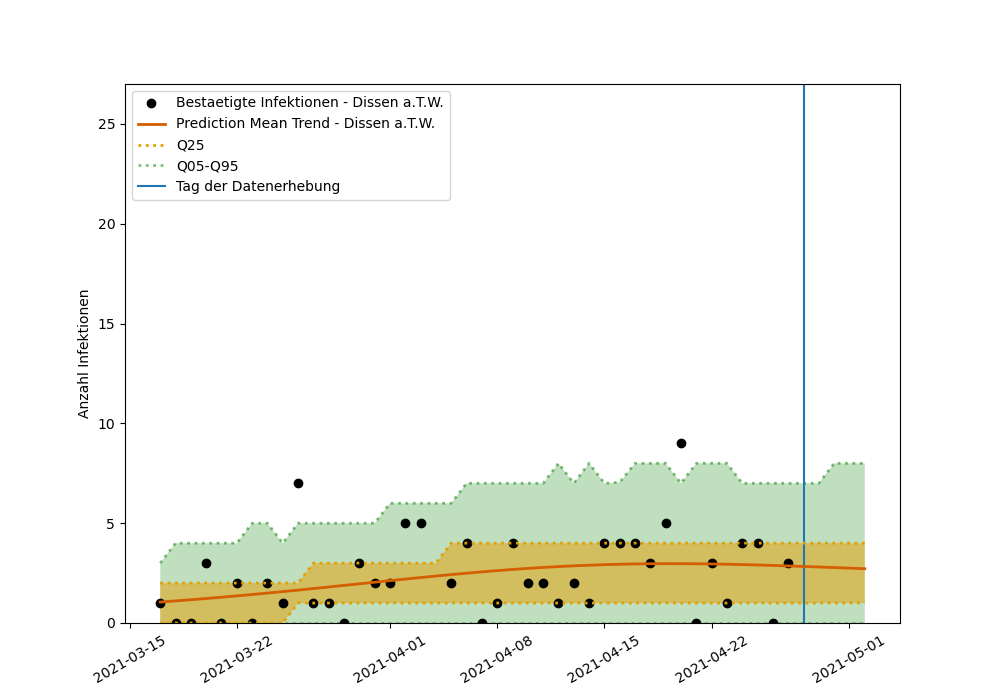 Bestaetigte Infektionen - Dissen a.T.W.
Prediction Mean Trend - Dissen a.T.W.
Q25
Q05-Q95
Tag der Datenerhebung
Anzahl Infektionen
25
20
15
10
5
0
2021-03-15
2021-03-22
2021-04-01
2021-04-08
2021-04-15
2021-04-22
2021-05-01